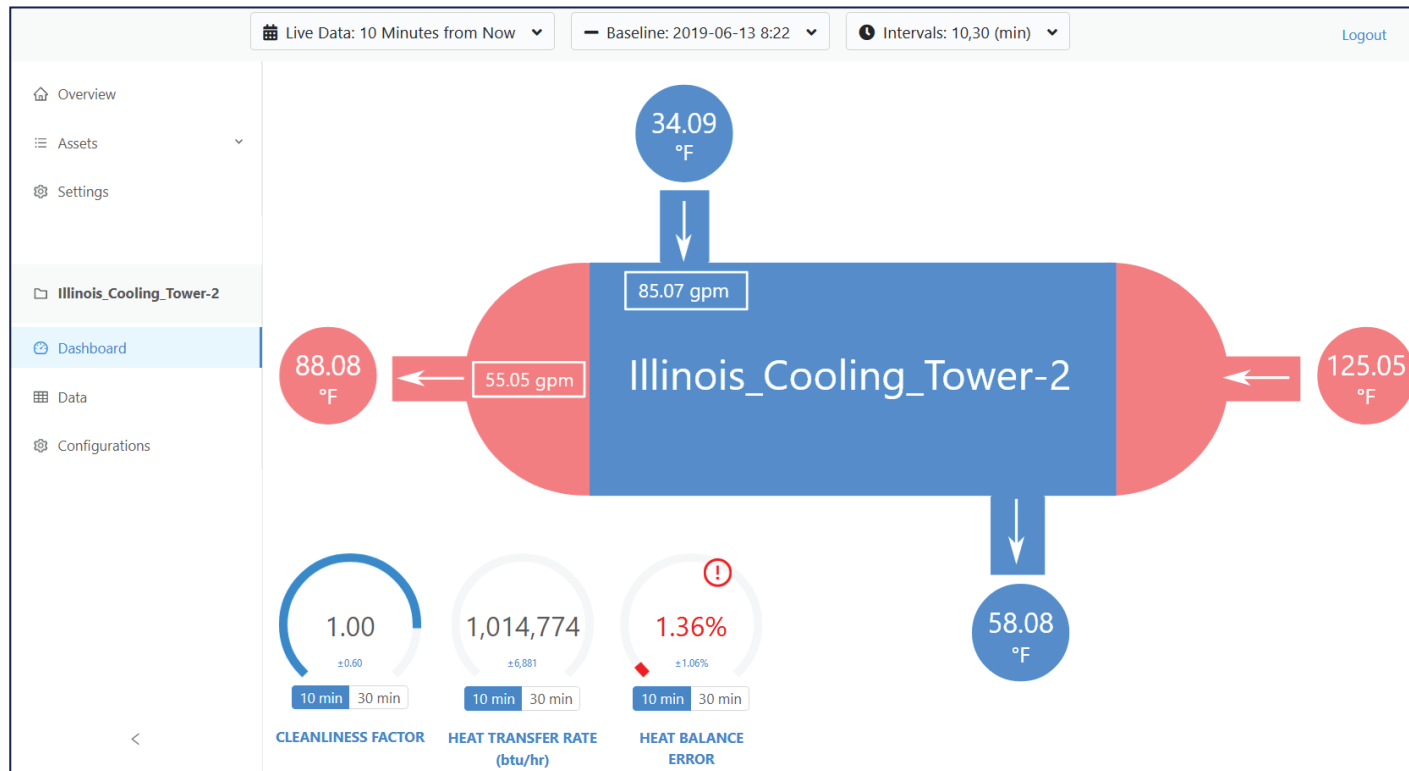 Live Data: 10 Minutes from Now
Baseline: 2019-06-13 8:22
Intervals: 10,30 (min)
Logout
Overview
Assets
Settings
Illinois_Cooling_Tower-2
Dashboard
Data
Configurations
34.09
°F
85.07 gpm
88.08
°F
55.05 gpm
Illinois_Cooling_Tower-2
125.05
°F
58.08
°F
1.00
±0.60
10 min 30 min
CLEANLINESS FACTOR
1,014,774
±6,881
10 min 30 min
HEAT TRANSFER RATE
(btu/hr)
!
1.36%
±1.06%
10 min 30 min
HEAT BALANCE
ERROR